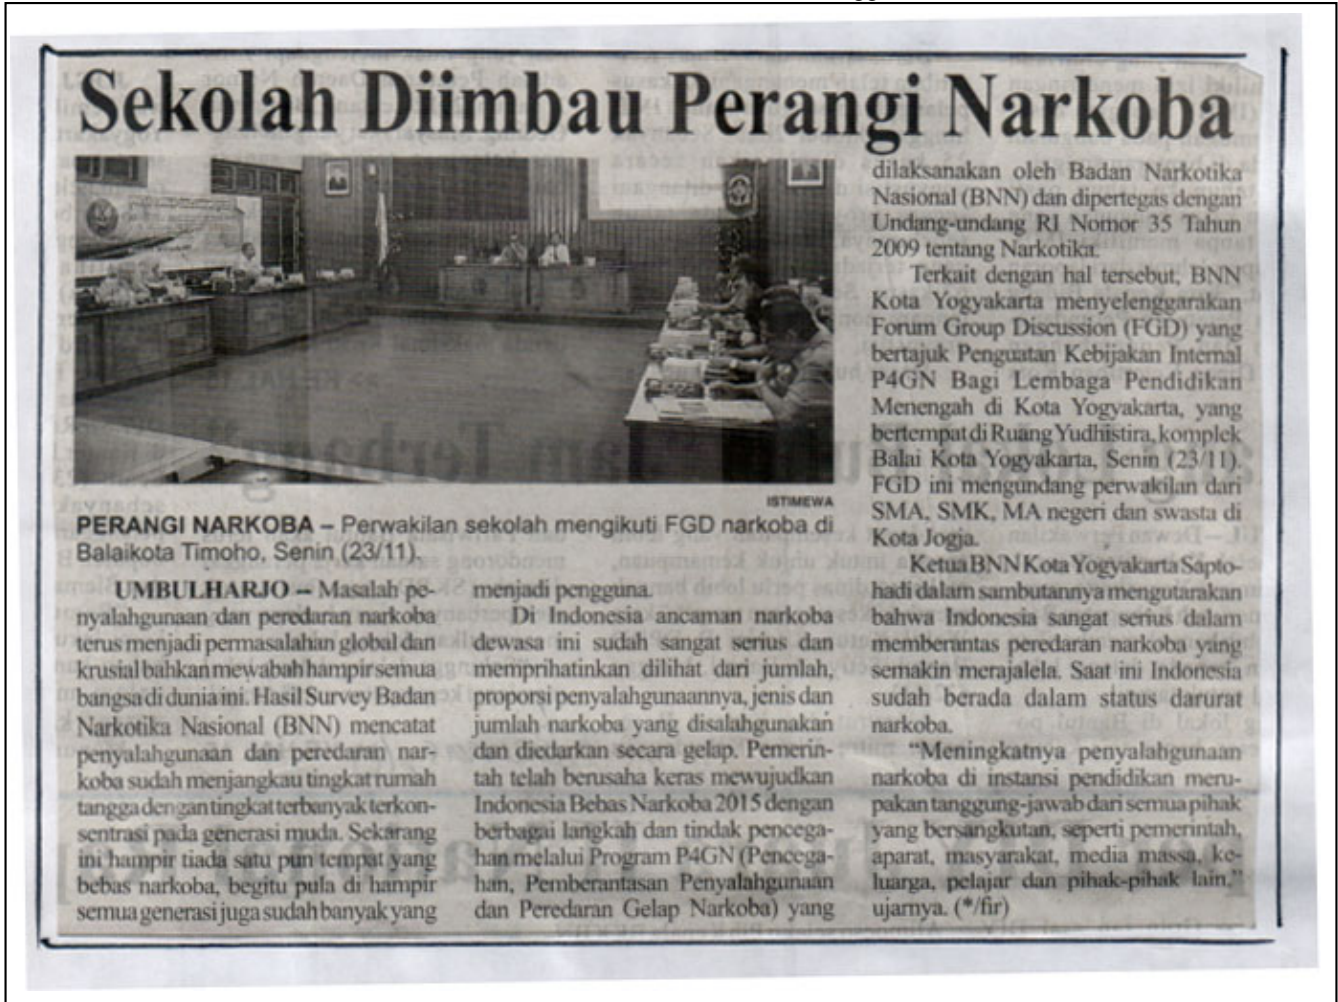 Sekolah Diimbau Perangi Narkoba
ISTIMEWA
PERANGI NARKOBA – Perwakilan sekolah mengikuti FGD narkoba di
Balaikota Timoho, Senin (23/11).
UMBULHARJO – Masalah pe-
nyalahgunaan dan peredaran narkoba
terus menjadi permasalahan global dan
krusial bahkan mewabah hampir semua
bangsa di dunia ini. Hasil Survey Badan
Narkotika Nasional (BNN) mencatat
penyalahgunaan dan peredaran nar-
koba sudah menjangkau tingkat rumah
tangga dengan tingkat terbanyak terkon-
sentrasi pada generasi muda. Sekarang
ini hampir tiada satu pun tempat yang
bebas narkoba, begitu pula di hampir
semua generasi juga sudah banyak yang
menjadi pengguna.
Di Indonesia ancaman narkoba
dewasa ini sudah sangat serius dan
memprihatinkan dilihat dari jumlah,
proporsi penyalahgunaannya, jenis dan
jumlah narkoba yang disalahgunakan
dan diedarkan secara gelap. Pemerin-
tah telah berusaha keras mewujudkan
Indonesia Bebas Narkoba 2015 dengan
berbagai langkah dan tindak pencega-
han melalui Program P4GN (Pencega-
han, Pemberantasan Penyalahgunaan
dan Peredaran Gelap Narkoba) yang
dilaksanakan oleh Badan Narkotika
Nasional (BNN) dan dipertegas dengan
Undang-undang RI Nomor 35 Tahun
2009 tentang Narkotika.
Terkait dengan hal tersebut, BNN
Kota Yogyakarta menyelenggarakan
Forum Group Discussion (FGD) yang
bertajuk Penguatan Kebijakan Internal
P4GN Bagi Lembaga Pendidikan
Menengah di Kota Yogyakarta, yang
bertempat di Ruang Yudhistira, komplek
Balai Kota Yogyakarta, Senin (23/11).
FGD ini mengundang perwakilan dari
SMA, SMK, MA negeri dan swasta di
Kota Jogja.
Ketua BNN Kota Yogyakarta Sapto-
hadi dalam sambutannya mengutarakan
bahwa Indonesia sangat serius dalam
memberantas peredaran narkoba yang
semakin merajalela. Saat ini Indonesia
sudah berada dalam status darurat
narkoba.
“Meningkatnya penyalahgunaan
narkoba di instansi pendidikan meru-
pakan tanggung-jawab dari semua pihak
yang bersangkutan, seperti pemerintah,
aparat, masyarakat, media massa, ke-
luarga, pelajar dan pihak-pihak lain,”
ujarnya. (*/fir)